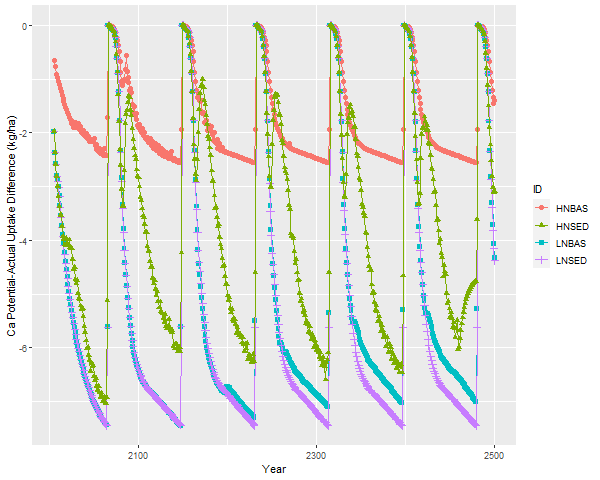 0
-2
-4
-6
Ca Potential-Actual Uptake Difference (kg/ha)
2100
2300
2500
Year
ID
HNBAS
HNSED
LNBAS
LNSED